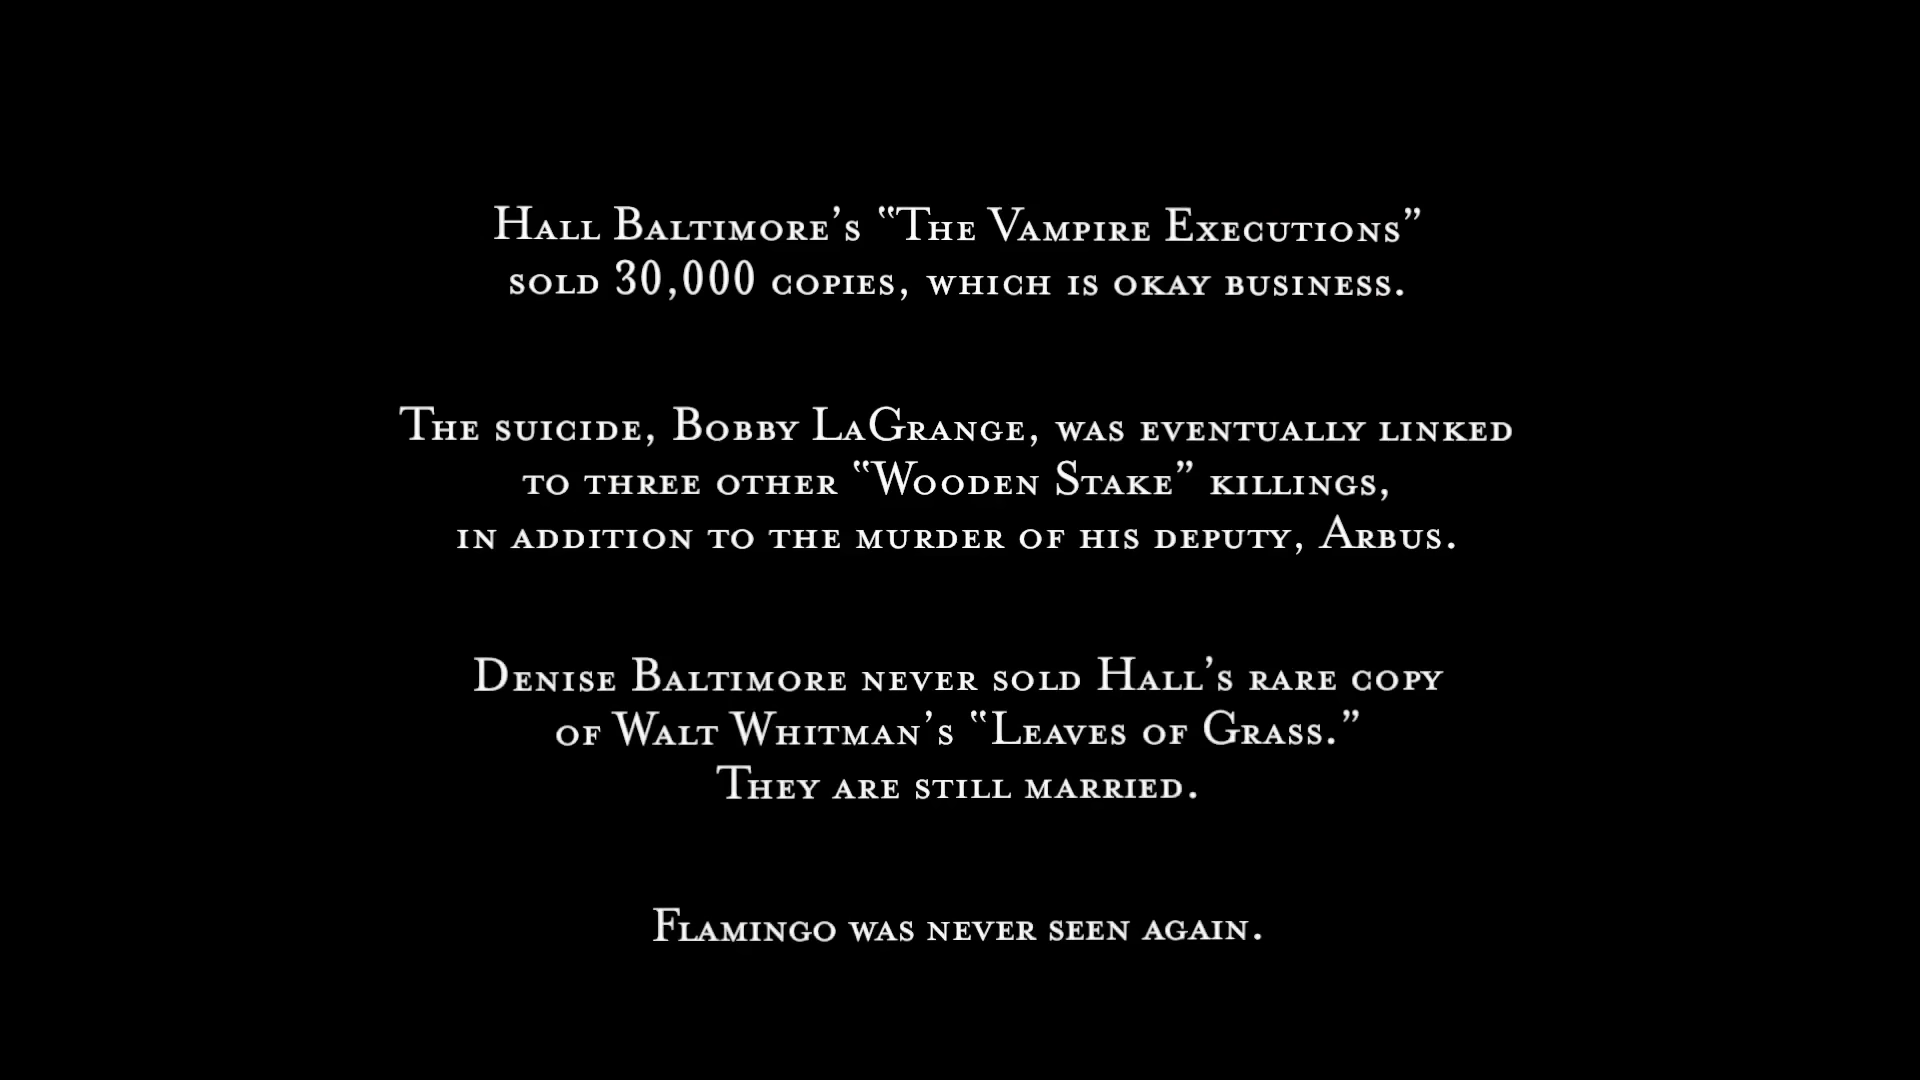 Hall Baltimore’s “The Vampire Executions”
sold 30,000 copies, which is okay business.
The suicide, Bobby LaGrange, was eventually linked
to three other “Wooden Stake” killings,
in addition to the murder of his deputy, Arbus.
Denise Baltimore never sold Hall’s rare copy
of Walt Whitman’s “Leaves of Grass.”
They are still married.
Flamingo was never seen again.